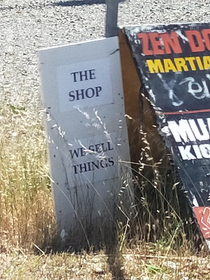 THE
SHOP
WE SELL
THINGS
ZEN DO
MARTIA
MU
KIC